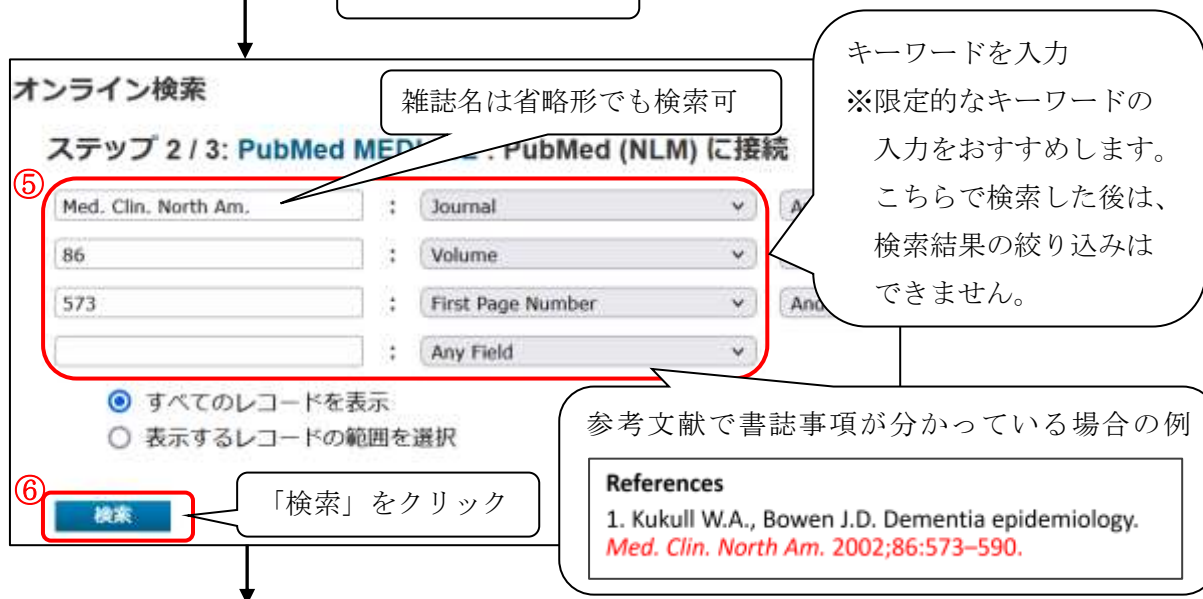 オンライン検索
雑誌名は省略形でも検索可
キーワードを入力
※限定的なキーワードの
入力をおすすめします。
こちらで検索した後は、
検索結果の絞り込みは
できません。
ステップ 2 / 3: PubMed MED : PubMed (NLM) に接続
⑤
Med. Clin. North Am. : Journal
86 : Volume
573 : First Page Number And
: Any Field
すべてのレコードを表示
表示するレコードの範囲を選択
参考文献で書誌事項が分かっている場合の例
References
1. Kukull W.A., Bowen J.D. Dementia epidemiology.
Med. Clin. North Am. 2002;86:573–590.
⑥
検索
「検索」をクリック